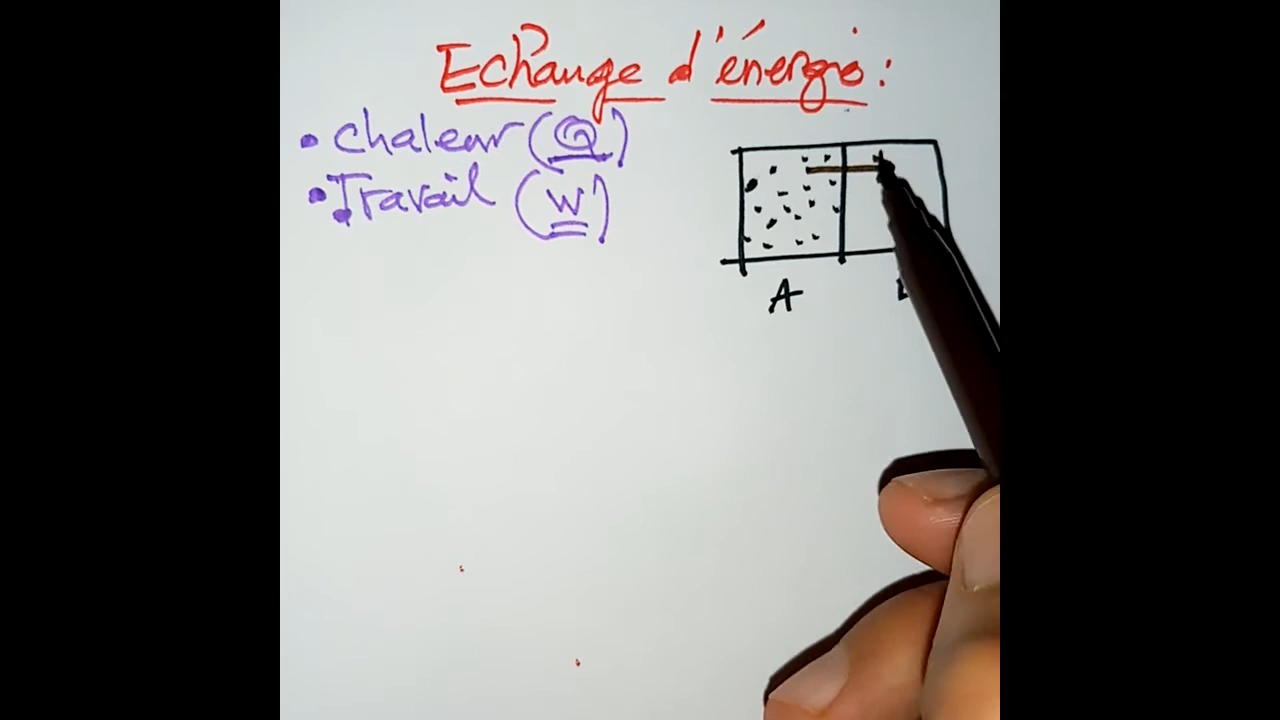 Echange d'énergie :
• Chaleur (Q)
• Travail (W)
A